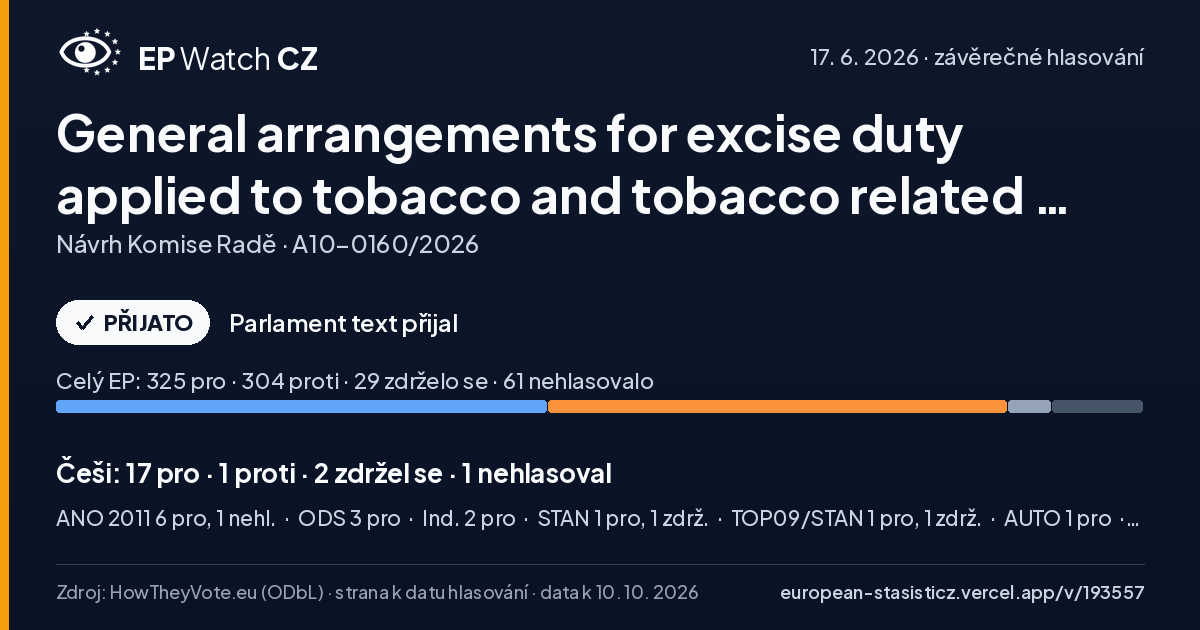 EP Watch CZ
17. 6. 2026 · závěrečné hlasování
General arrangements for excise duty
applied to tobacco and tobacco related …
Návrh Komise Radě · A10-0160/2026
✓ PŘIJATO
Parlament text přijal
Celý EP: 325 pro · 304 proti · 29 zdrželo se · 61 nehlasovalo
Češi: 17 pro · 1 proti · 2 zdržel se · 1 nehlasoval
ANO 2011 6 pro, 1 nehl. · ODS 3 pro · Ind. 2 pro · STAN 1 pro, 1 zdrž. · TOP09/STAN 1 pro, 1 zdrž. · AUTO 1 pro ·…
Zdroj: HowTheyVote.eu (ODbL) · strana k datu hlasování · data k 10. 10. 2026
european-stasisticz.vercel.app/v/193557